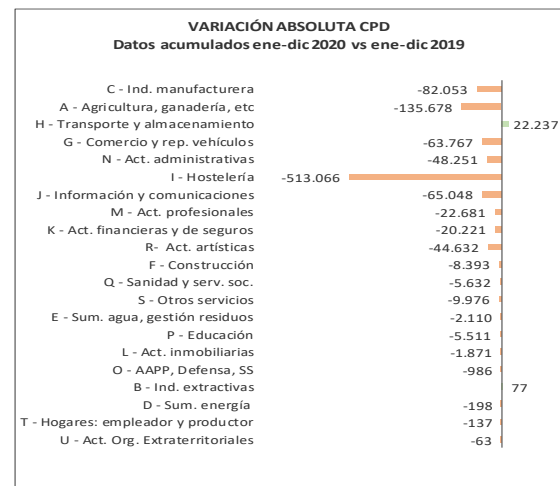 VARIACIÓN ABSOLUTA CPD
Datos acumulados ene-dic 2020 vs ene-dic 2019
C - Ind. manufacturera -82.053
A - Agricultura, ganadería, etc -135.678
H - Transporte y almacenamiento 22.237
G - Comercio y rep. vehículos -63.767
N - Act. administrativas -48.251
I - Hostelería -513.066
J - Información y comunicaciones -65.048
M - Act. profesionales -22.681
K - Act. financieras y de seguros -20.221
R- Act. artísticas -44.632
F - Construcción -8.393
Q - Sanidad y serv. soc. -5.632
S - Otros servicios -9.976
E - Sum. agua, gestión residuos -2.110
P - Educación -5.511
L - Act. inmobiliarias -1.871
O - AAPP, Defensa, SS -986
B - Ind. extractivas 77
D - Sum. energía -198
T - Hogares: empleador y productor -137
U - Act. Org. Extraterritoriales -63